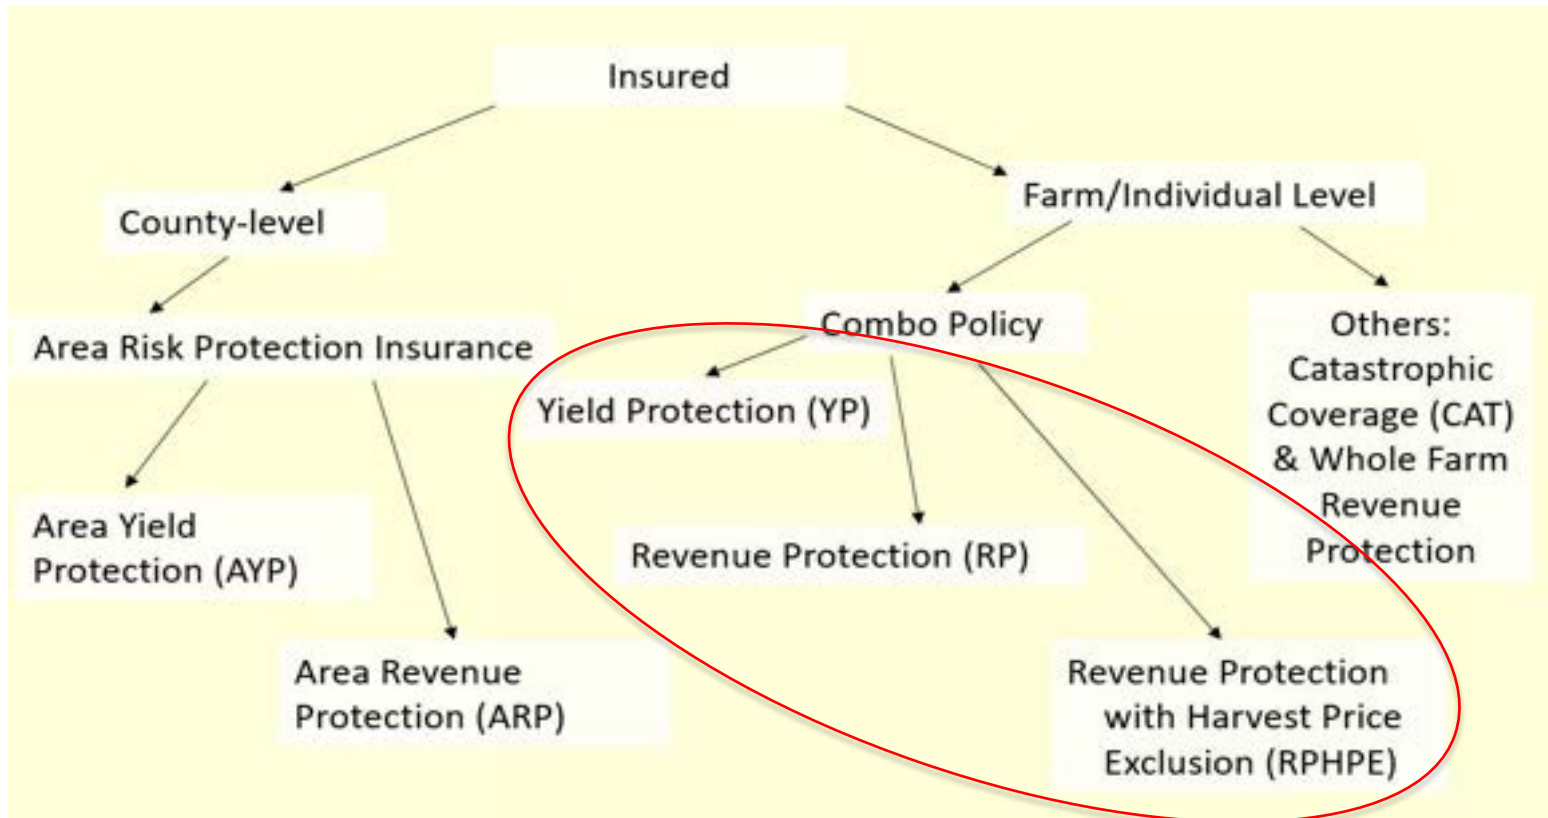 Insured
County-level
Farm/Individual Level
Area Risk Protection Insurance
Combo Policy
Others:
Catastrophic
Coverage (CAT)
& Whole Farm
Revenue
Protection
Yield Protection (YP)
Area Yield
Protection (AYP)
Revenue Protection (RP)
Area Revenue
Protection (ARP)
Revenue Protection
with Harvest Price
Exclusion (RPHPE)